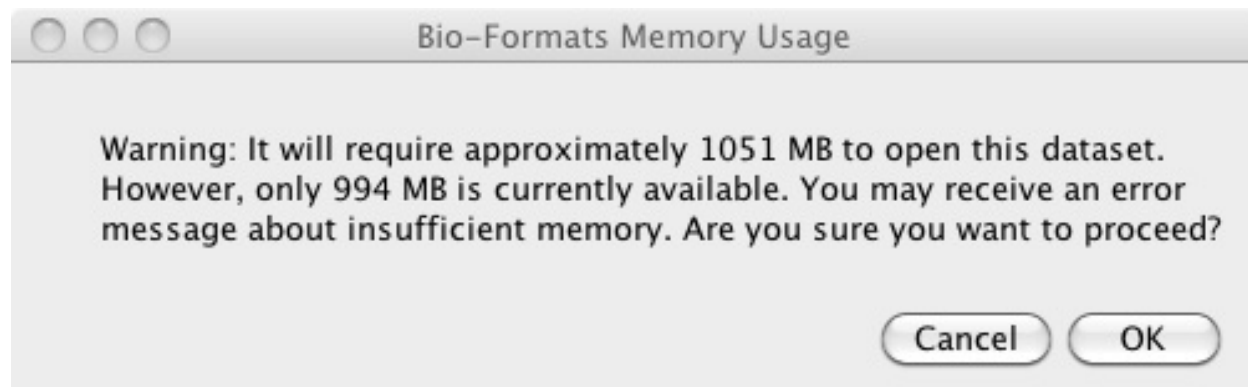 Bio-Formats Memory Usage
Warning: It will require approximately 1051 MB to open this dataset.
However, only 994 MB is currently available. You may receive an error
message about insufficient memory. Are you sure you want to proceed?
Cancel OK